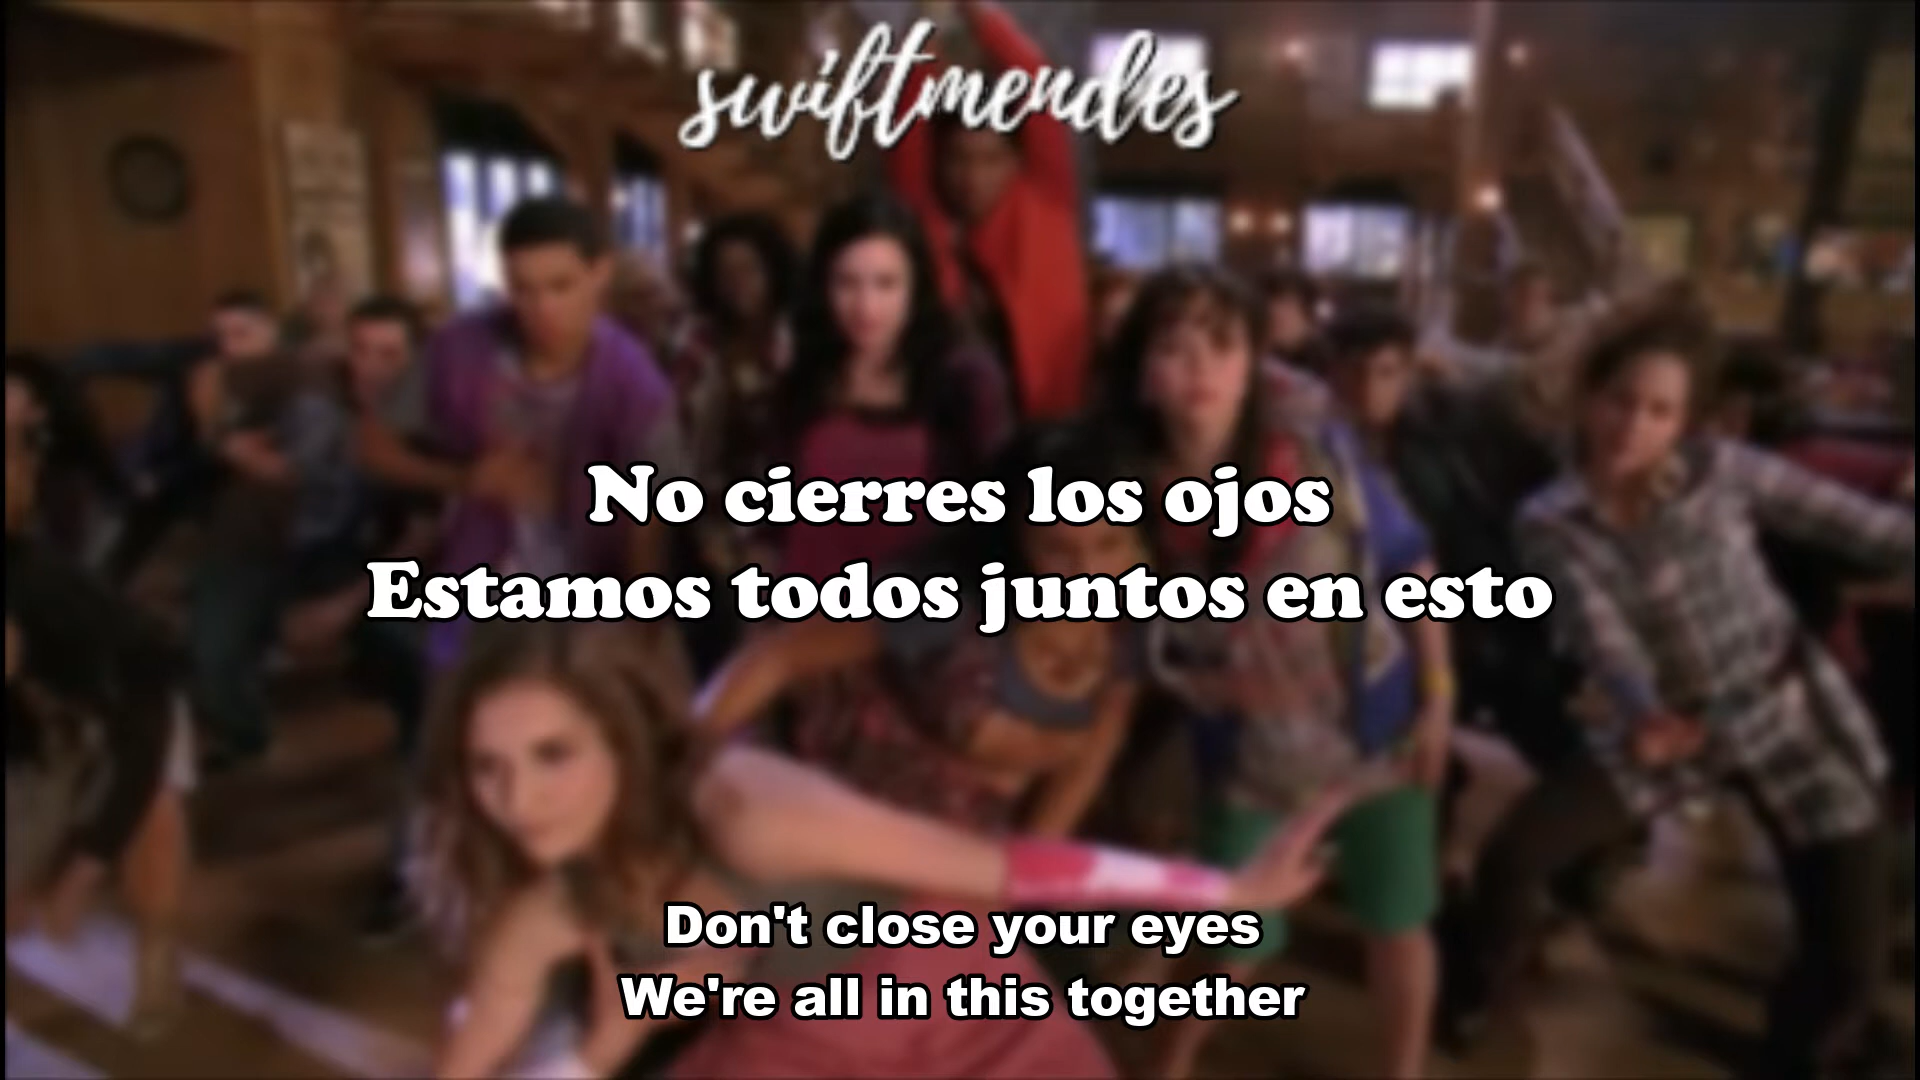 swiftmendes
No cierres los ojos
Estamos todos juntos en esto
Don't close your eyes
We're all in this together